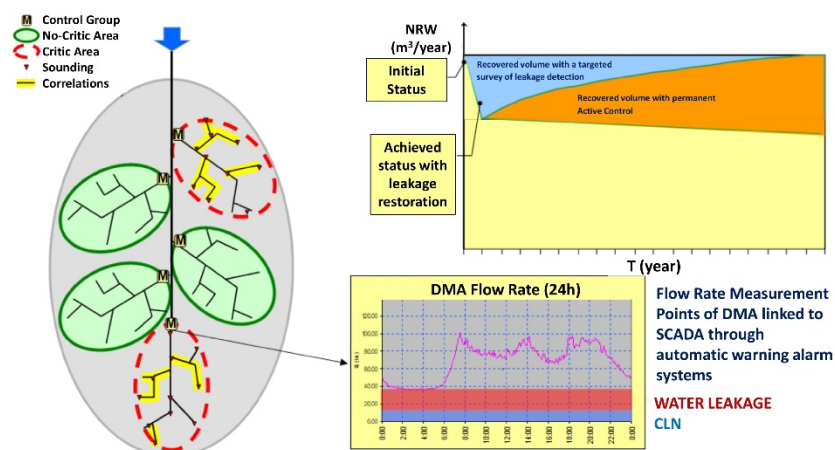 M Control Group
No-Critic Area
Critic Area
Sounding
Correlations
M
M
M
M
M
NRW
(m³/year)
Initial
Status
Recovered volume with a targeted
survey of leakage detection
Recovered volume with permanent
Active Control
Achieved
status with
leakage
restoration
T (year)
DMA Flow Rate (24h)
120.00
100.00
80.00
60.00
40.00
20.00
0.00
0:00
2:00
4:00
6:00
8:00
10:00
12:00
14:00
16:00
18:00
20:00
22:00
0:00
Flow Rate Measurement
Points of DMA linked to
SCADA through
automatic warning alarm
systems
WATER LEAKAGE
CLN